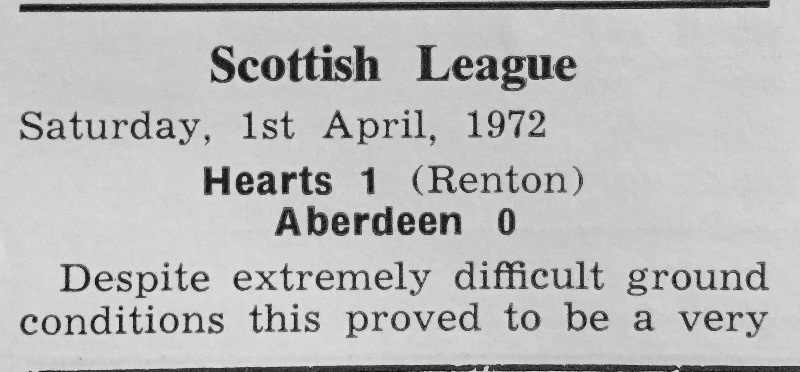 Scottish League
Saturday, 1st April, 1972
Hearts 1 (Renton)
Aberdeen 0
Despite extremely difficult ground
conditions this proved to be a very